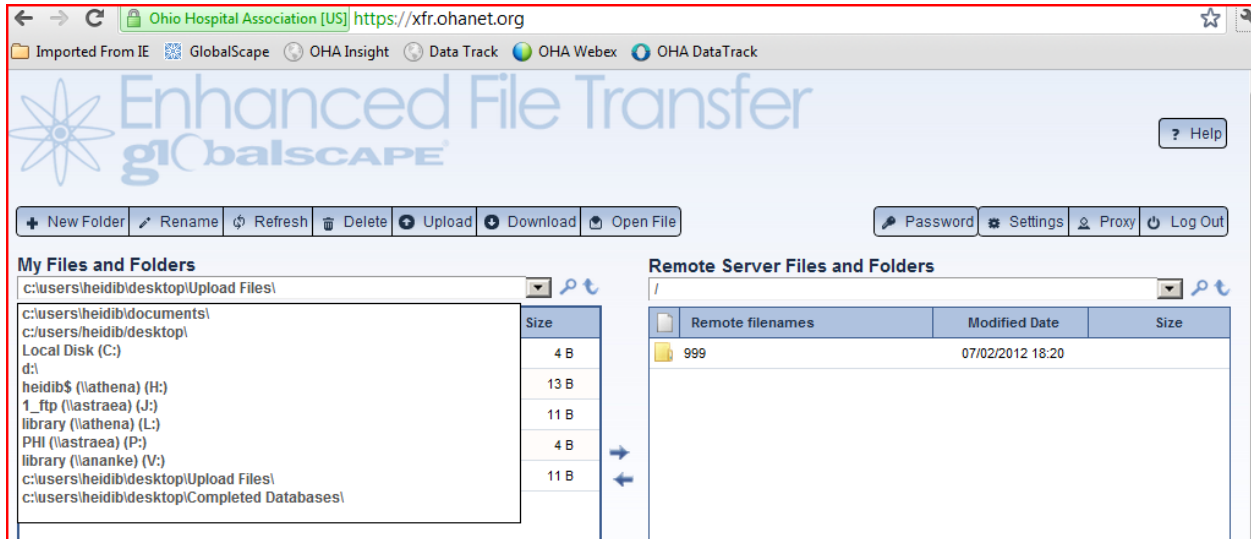 Ohio Hospital Association [US] https://xfr.ohanet.org
Imported From IE GlobalScape OHA Insight Data Track OHA Webex OHA DataTrack
Enhanced File Transfer
globalSCAPE
? Help
New Folder Rename Refresh Delete Upload Download Open File Password Settings Proxy Log Out
My Files and Folders
c:\users\heidib\desktop\Upload Files\
c:\users\heidib\documents\
c:/users/heidib/desktop\
Local Disk (C:)
d:\
heidib$ (\\athena) (H:)
1_ftp (\\astraea) (J:)
library (\\athena) (L:)
PHI (\\astraea) (P:)
library (\\ananke) (V:)
c:\users\heidib\desktop\Upload Files\
c:\users\heidib\desktop\Completed Databases\
Size
4 B
13 B
11 B
4 B
11 B
Remote Server Files and Folders
/
Remote filenames Modified Date Size
999 07/02/2012 18:20